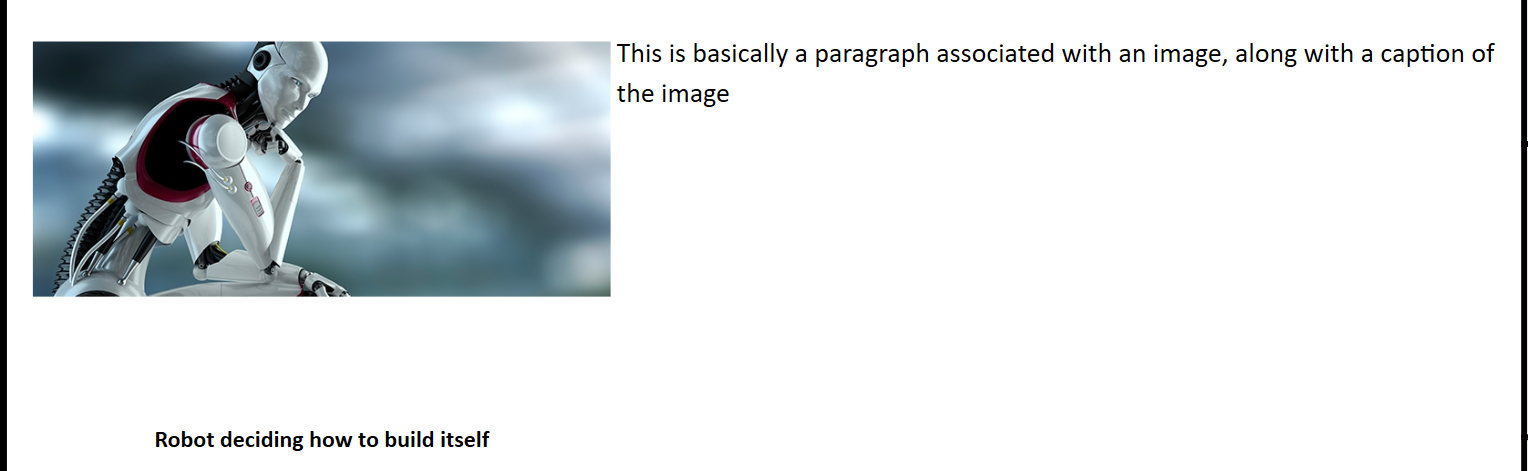 This is basically a paragraph associated with an image, along with a caption of
the image
Robot deciding how to build itself